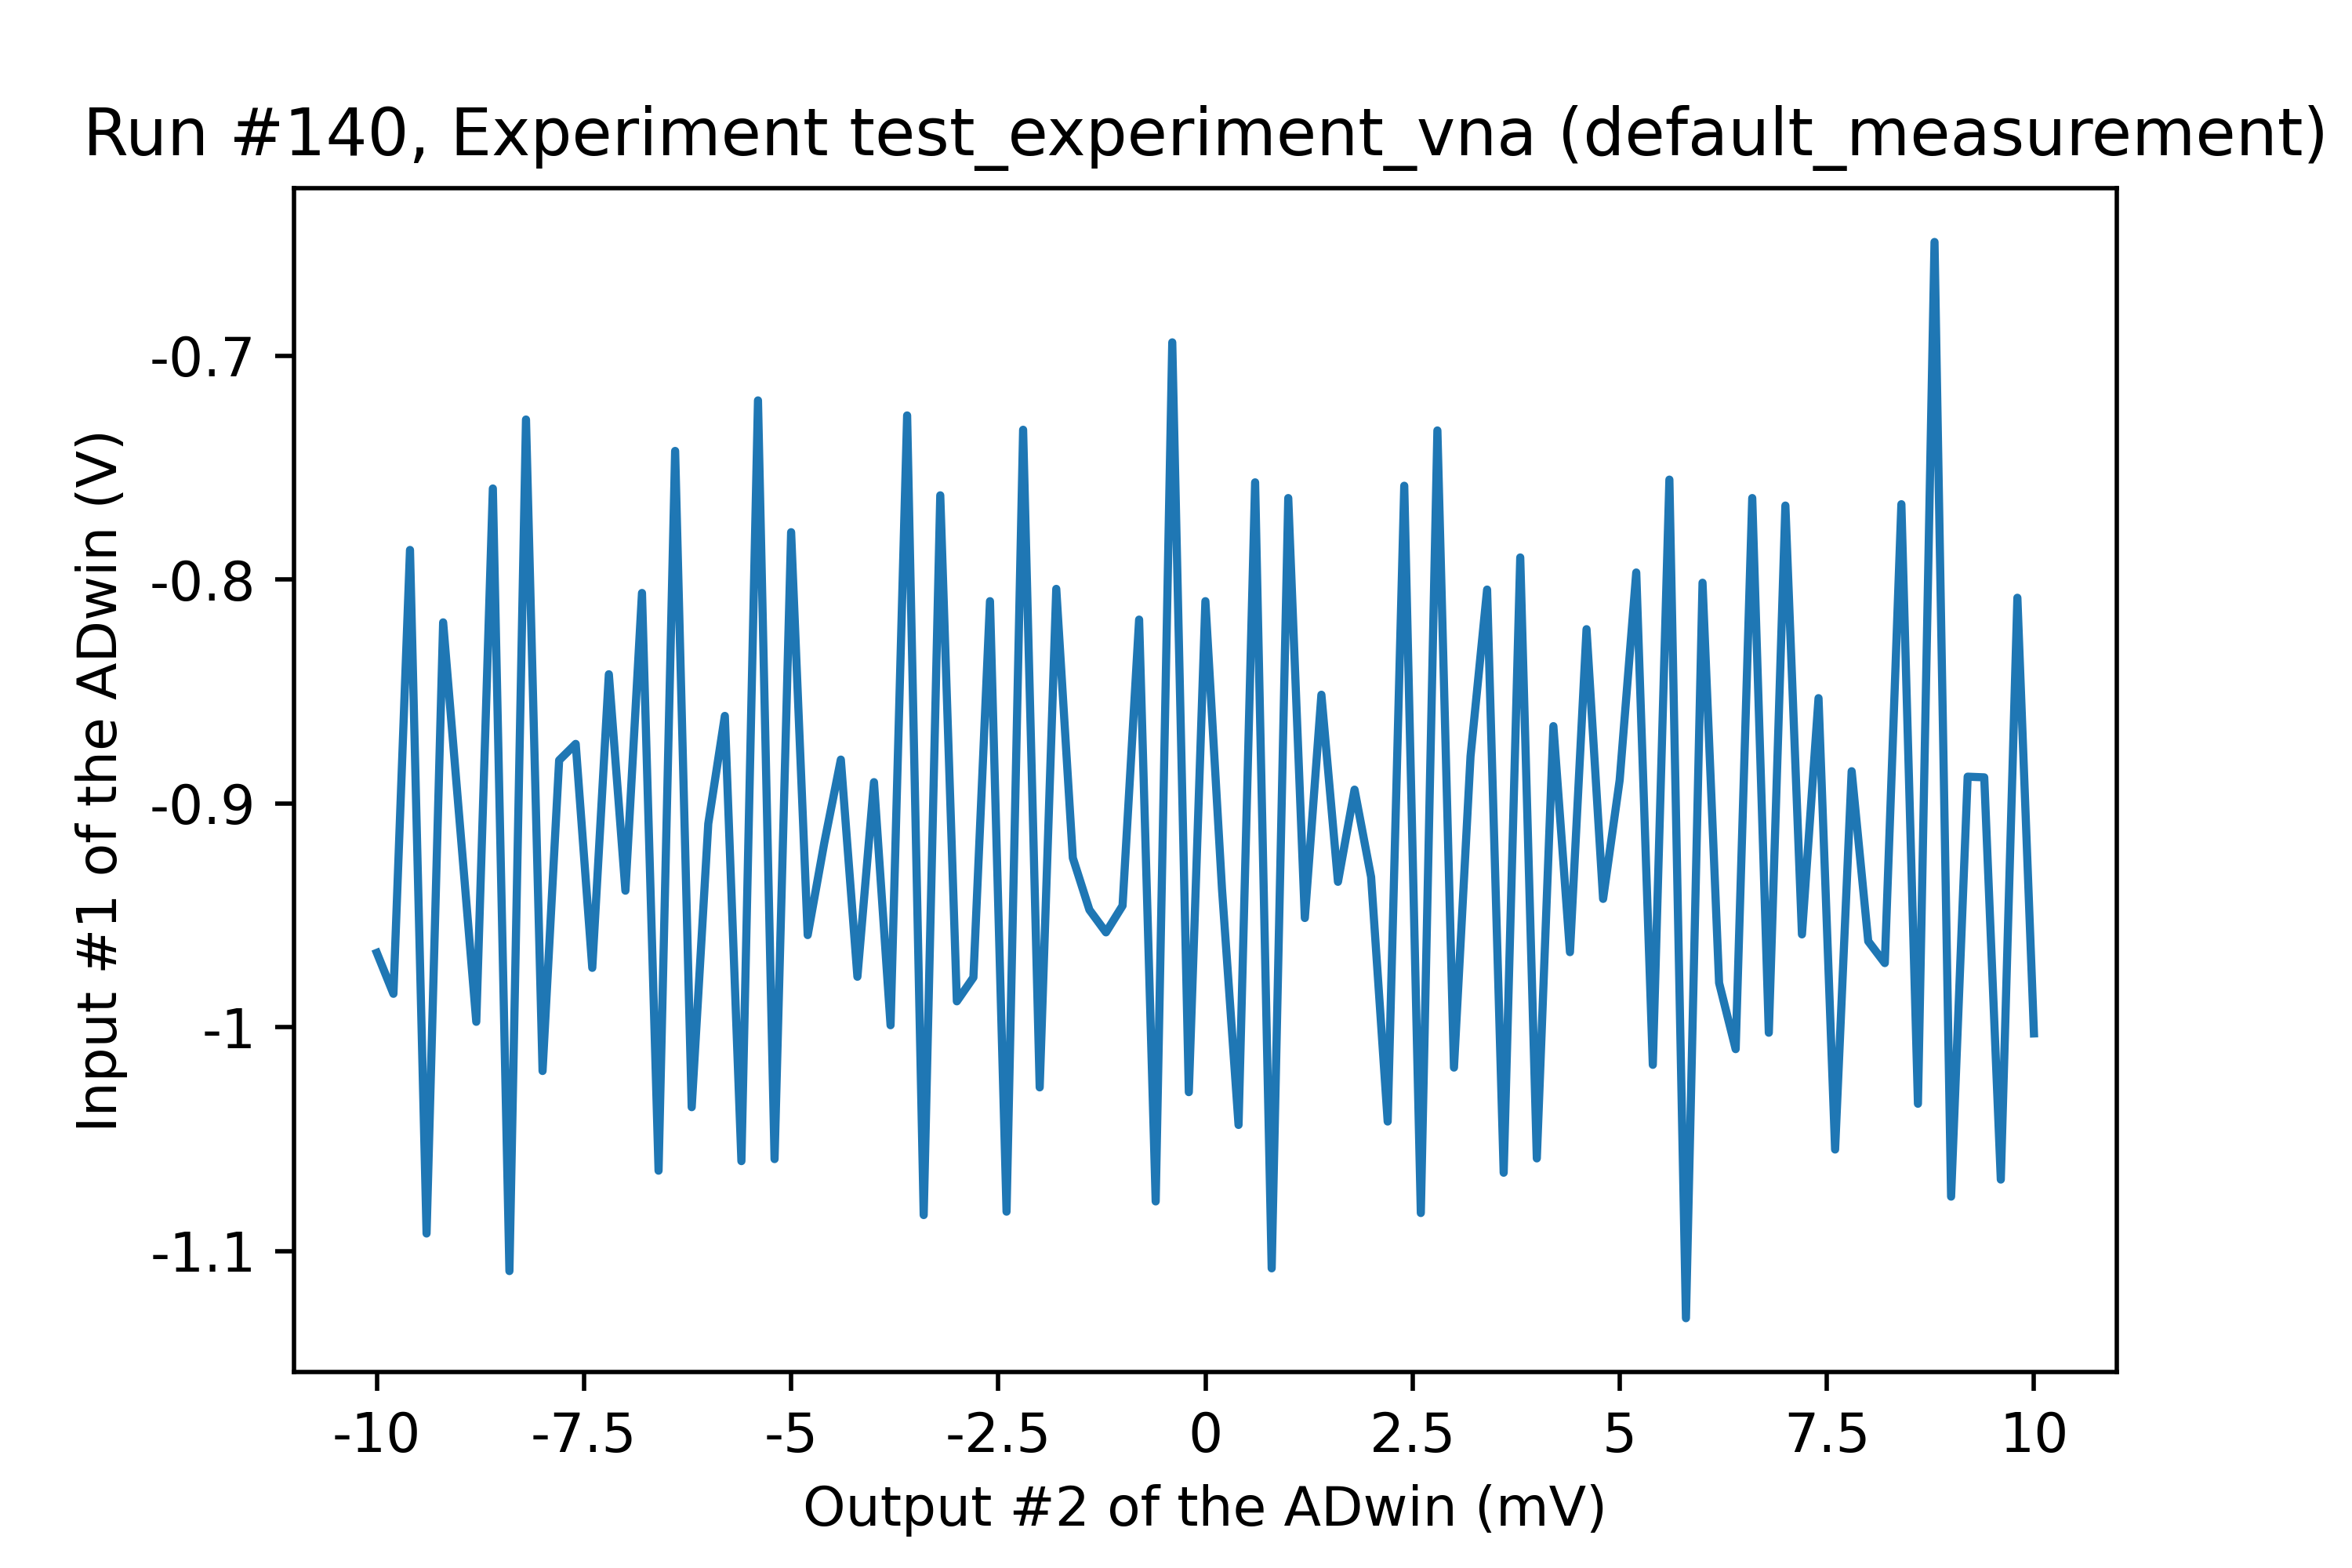 Run #140, Experiment test_experiment_vna (default_measurement)
Input #1 of the ADwin (V)
-0.7
-0.8
-0.9
-1
-1.1
-10 -7.5 -5 -2.5 0 2.5 5 7.5 10
Output #2 of the ADwin (mV)